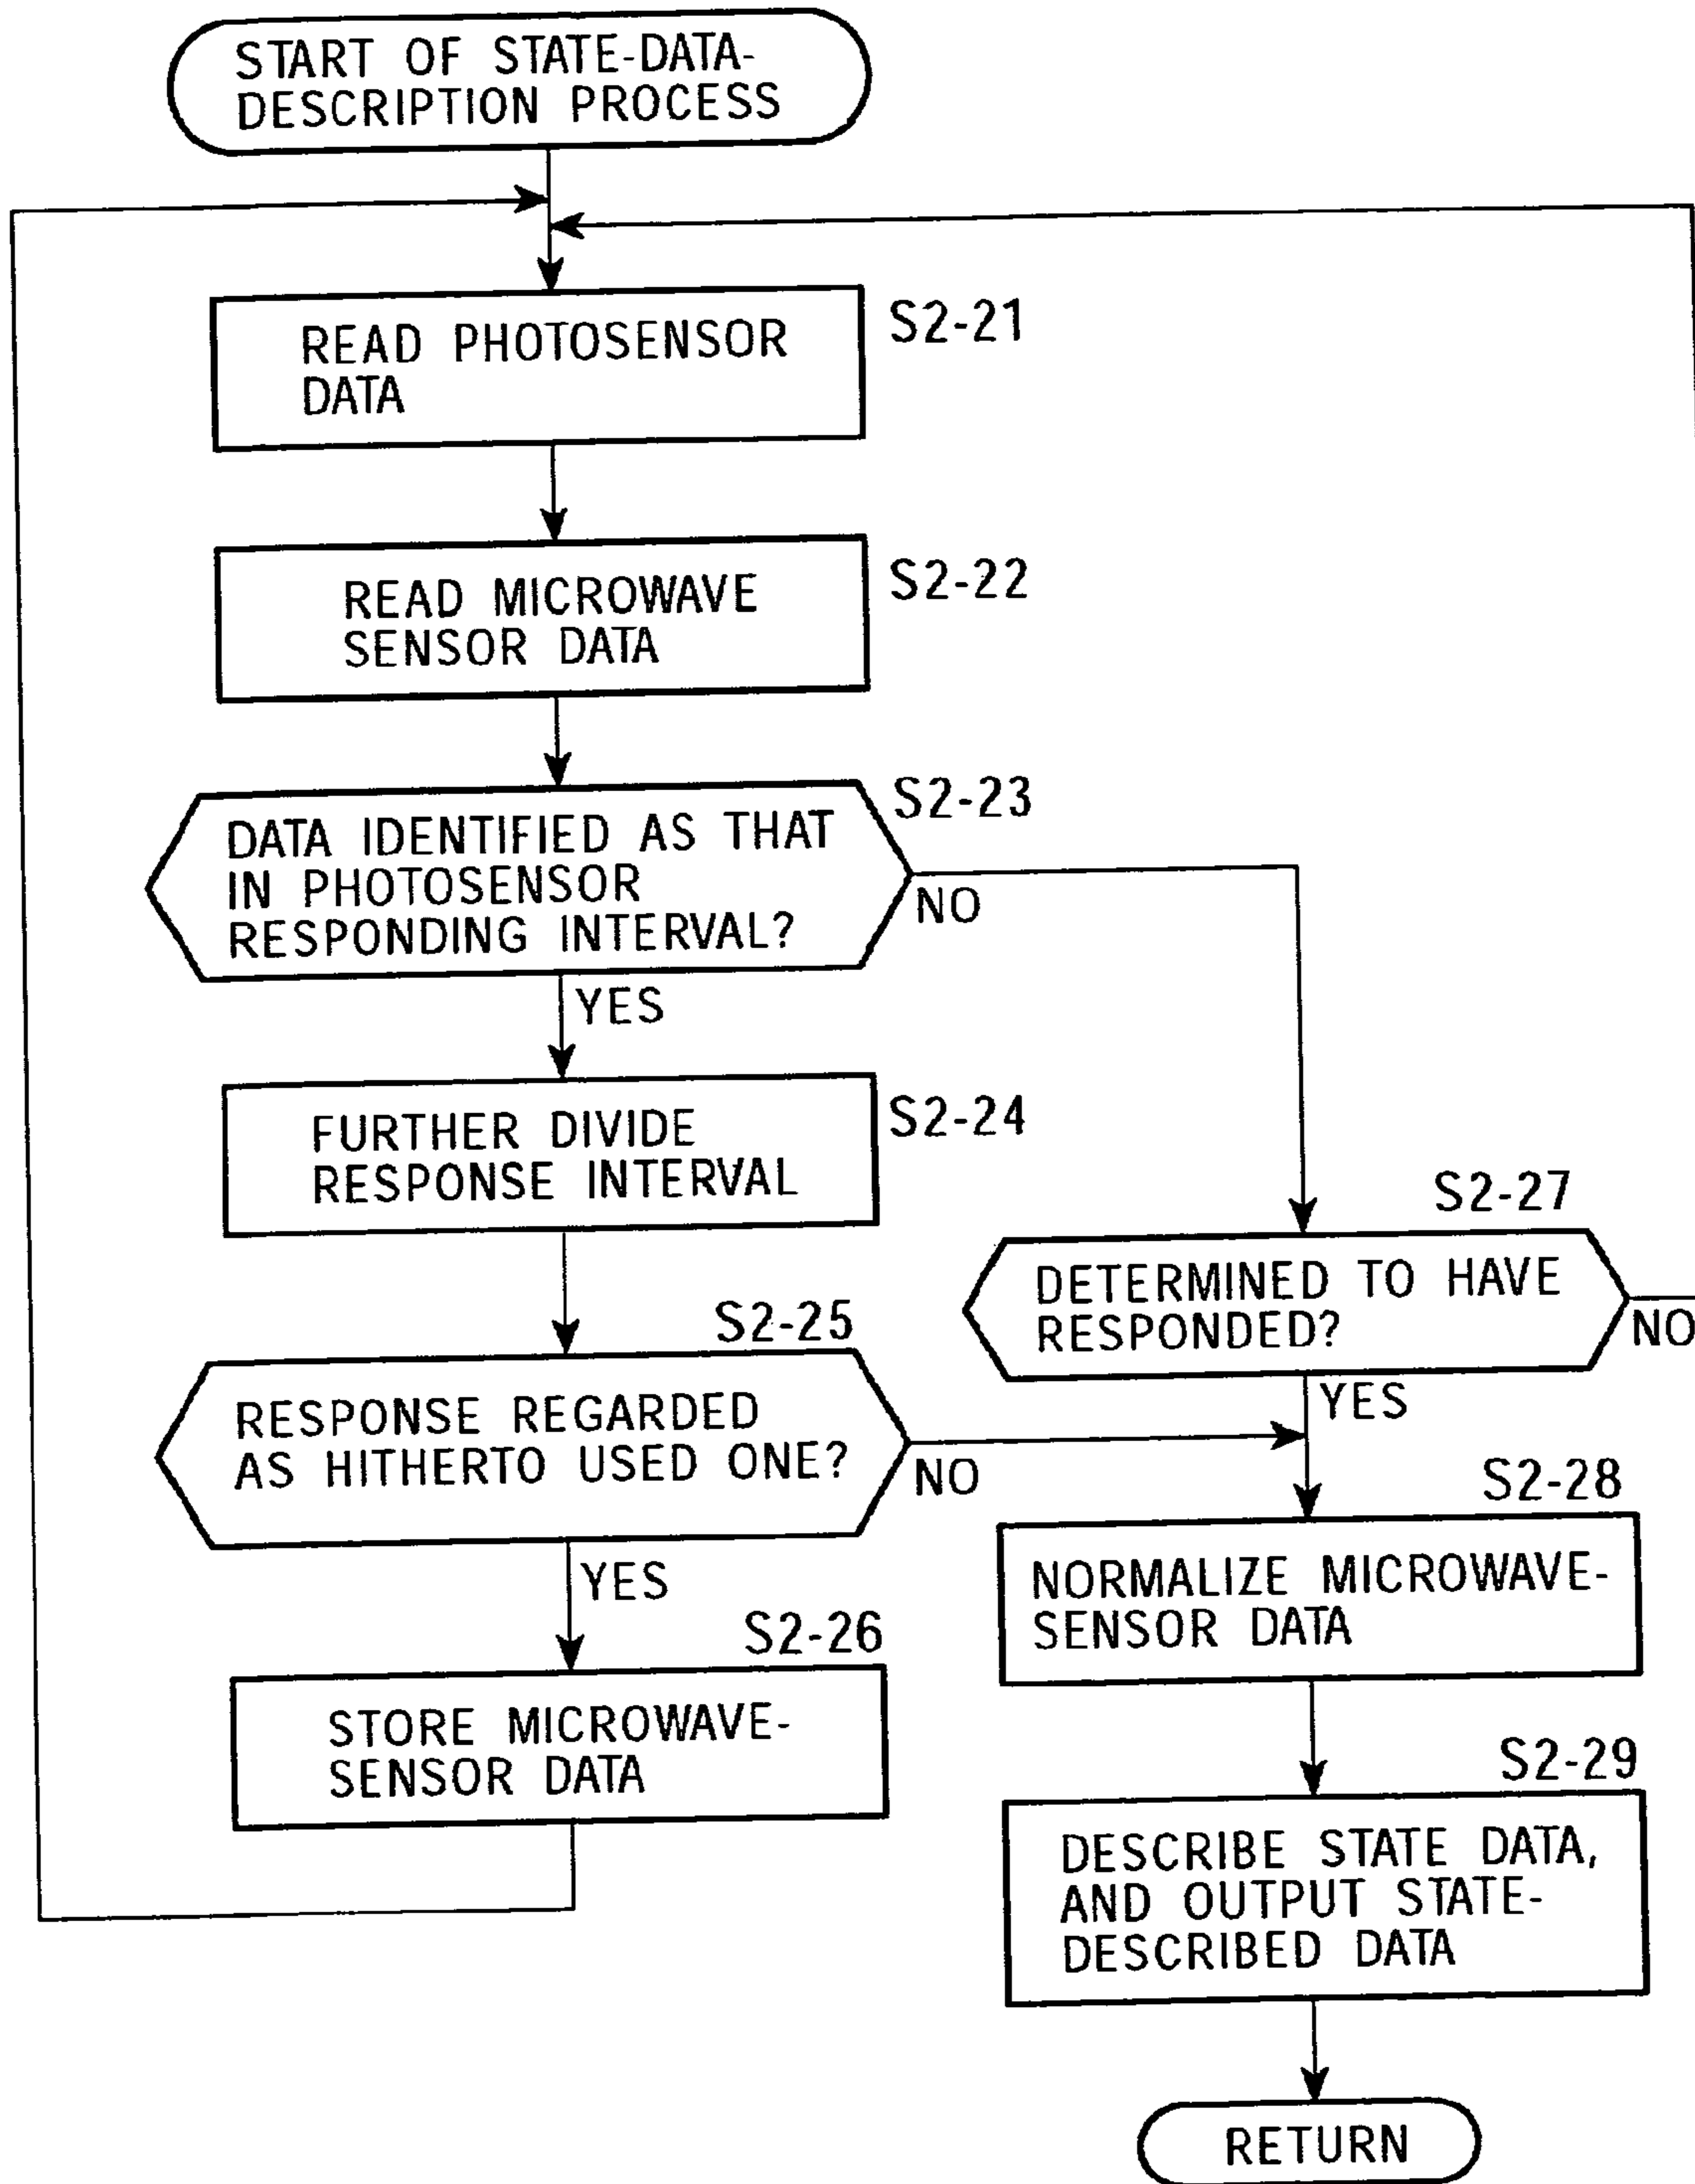 START OF STATE-DATA-
DESCRIPTION PROCESS
READ PHOTOSENSOR
DATA
S2-21
READ MICROWAVE
SENSOR DATA
S2-22
S2-23
DATA IDENTIFIED AS THAT
IN PHOTOSENSOR
RESPONDING INTERVAL?
NO
YES
FURTHER DIVIDE
RESPONSE INTERVAL
S2-24
S2-25
RESPONSE REGARDED
AS HITHERTO USED ONE?
NO
YES
S2-26
STORE MICROWAVE-
SENSOR DATA
S2-27
DETERMINED TO HAVE
RESPONDED?
NO
YES
S2-28
NORMALIZE MICROWAVE-
SENSOR DATA
S2-29
DESCRIBE STATE DATA,
AND OUTPUT STATE-
DESCRIBED DATA
RETURN